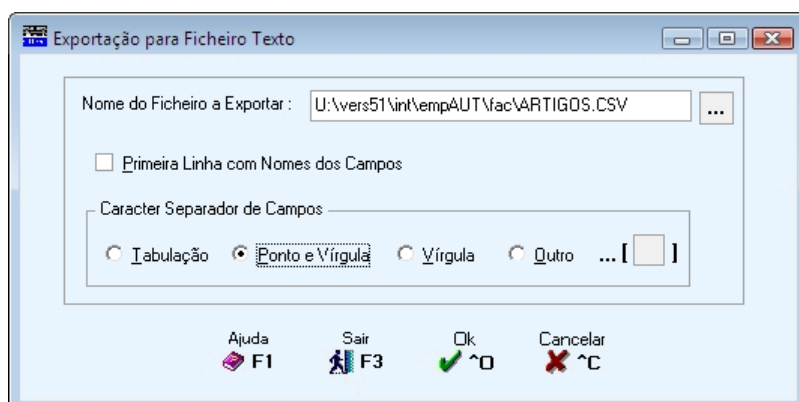 Exportação para Ficheiro Texto
Nome do Ficheiro a Exportar : U:\vers51\int\empAUT\fac\ARTIGOS.CSV ...
Primeira Linha com Nomes dos Campos
Caracter Separador de Campos
Tabulação Ponto e Vírgula Vírgula Outro ... [ ]
Ajuda Sair Ok Cancelar
F1 F3 ^O ^C